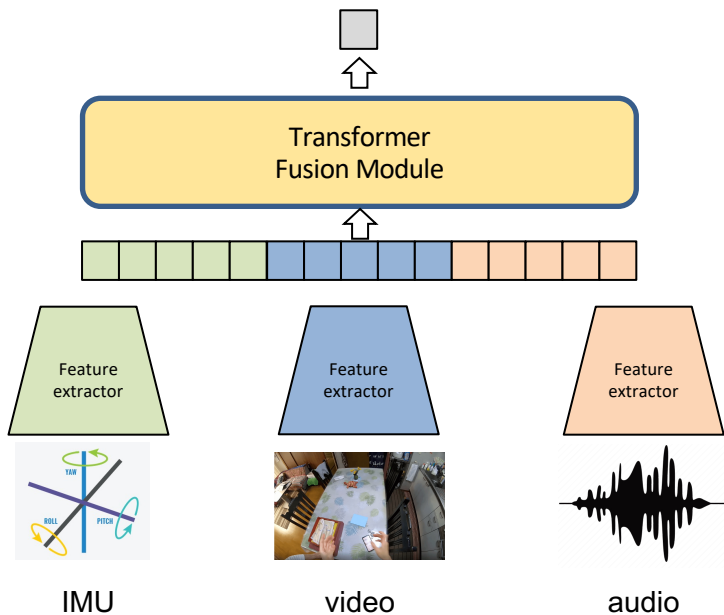 Transformer
Fusion Module
Feature
extractor
Feature
extractor
Feature
extractor
YAW
ROLL
PITCH
IMU
video
audio